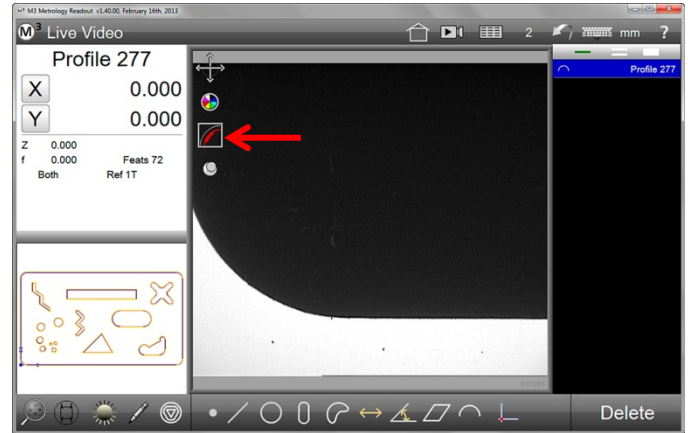 M3 Metrology Readout v1.40.00, February 16th, 2013
M3 Live Video
2
mm
?
Profile 277
X 0.000
Y 0.000
Z 0.000
f 0.000 Feats 72
Both Ref 1T
Profile 277
Delete